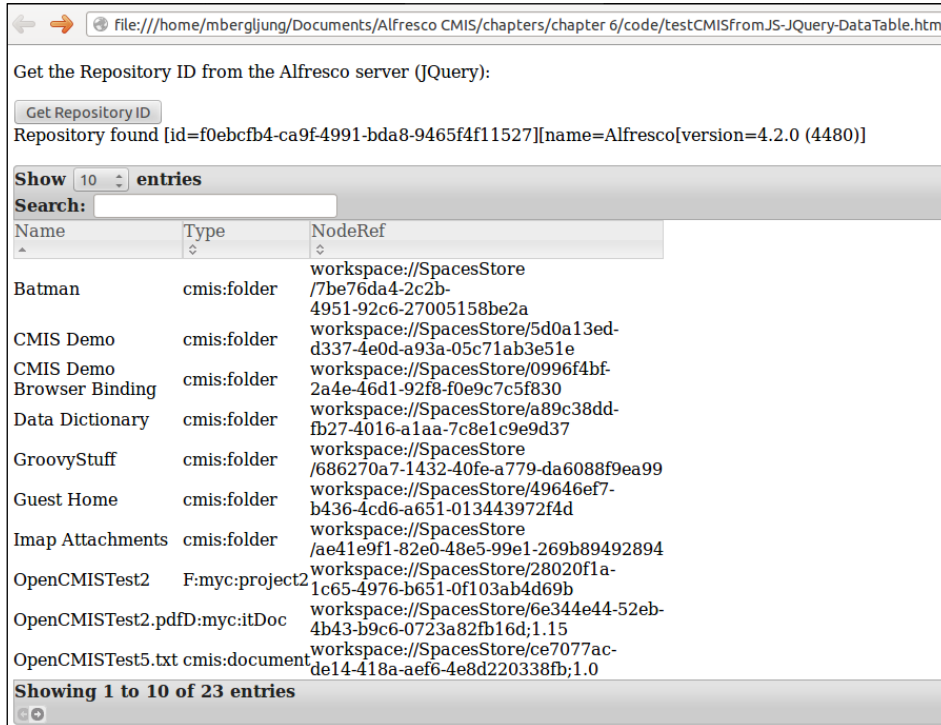 file:///home/mbergljung/Documents/Alfresco CMIS/chapters/chapter 6/code/testCMISfromJS-JQuery-DataTable.htm
Get the Repository ID from the Alfresco server (JQuery):
Get Repository ID
Repository found [id=f0ebcfb4-ca9f-4991-bda8-9465f4f11527][name=Alfresco[version=4.2.0 (4480)]
Show 10 entries
Search:
Name Type NodeRef
Batman cmis:folder workspace://SpacesStore
/7be76da4-2c2b-
4951-92c6-27005158be2a
CMIS Demo cmis:folder workspace://SpacesStore/5d0a13ed-
d337-4e0d-a93a-05c71ab3e51e
CMIS Demo
Browser Binding cmis:folder workspace://SpacesStore/0996f4bf-
2a4e-46d1-92f8-f0e9c7c5f830
Data Dictionary cmis:folder workspace://SpacesStore/a89c38dd-
fb27-4016-a1aa-7c8e1c9e9d37
GroovyStuff cmis:folder workspace://SpacesStore
/686270a7-1432-40fe-a779-da6088f9ea99
Guest Home cmis:folder workspace://SpacesStore/49646ef7-
b436-4cd6-a651-013443972f4d
Imap Attachments cmis:folder workspace://SpacesStore
/ae41e9f1-82e0-48e5-99e1-269b89492894
OpenCMISTest2 F:myc:project2 workspace://SpacesStore/28020f1a-
1c65-4976-b651-0f103ab4d69b
OpenCMISTest2.pdf D:myc:itDoc workspace://SpacesStore/6e344e44-52eb-
4b43-b9c6-0723a82fb16d;1.15
OpenCMISTest5.txt cmis:document workspace://SpacesStore/ce7077ac-
de14-418a-aef6-4e8d220338fb;1.0
Showing 1 to 10 of 23 entries